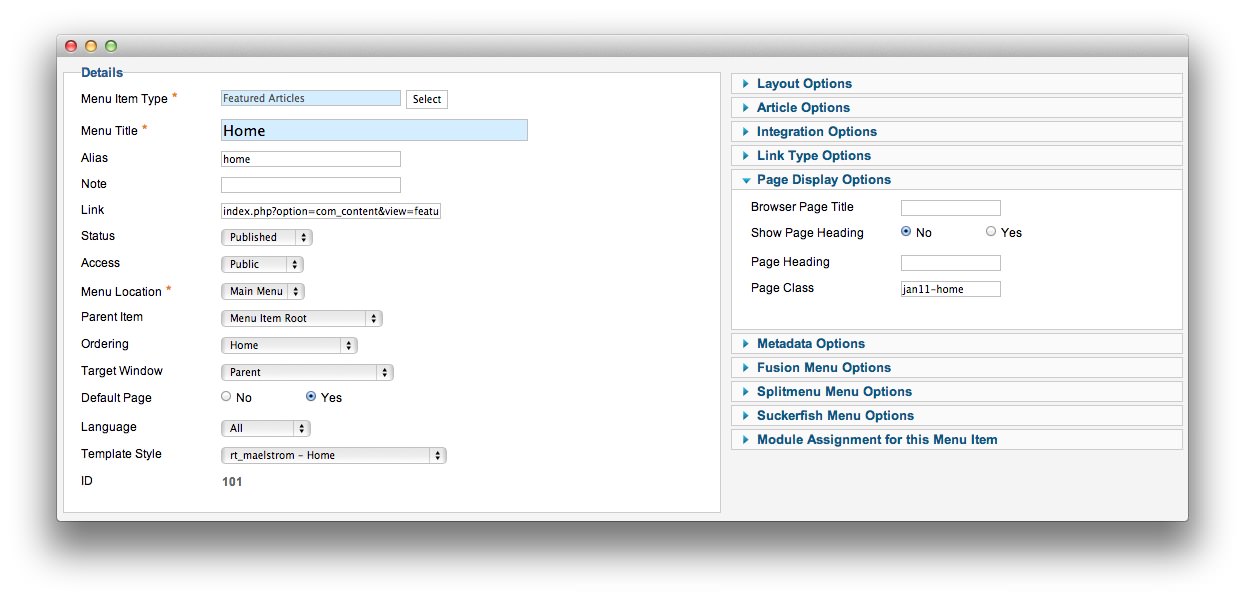 Details
Menu Item Type * Featured Articles Select
Menu Title * Home
Alias home
Note
Link index.php?option=com_content&view=featu
Status Published
Access Public
Menu Location * Main Menu
Parent Item Menu Item Root
Ordering Home
Target Window Parent
Default Page No Yes
Language All
Template Style rt_maelstrom - Home
ID 101
Layout Options
Article Options
Integration Options
Link Type Options
Page Display Options
Browser Page Title
Show Page Heading No Yes
Page Heading
Page Class jan11-home
Metadata Options
Fusion Menu Options
Splitmenu Menu Options
Suckerfish Menu Options
Module Assignment for this Menu Item